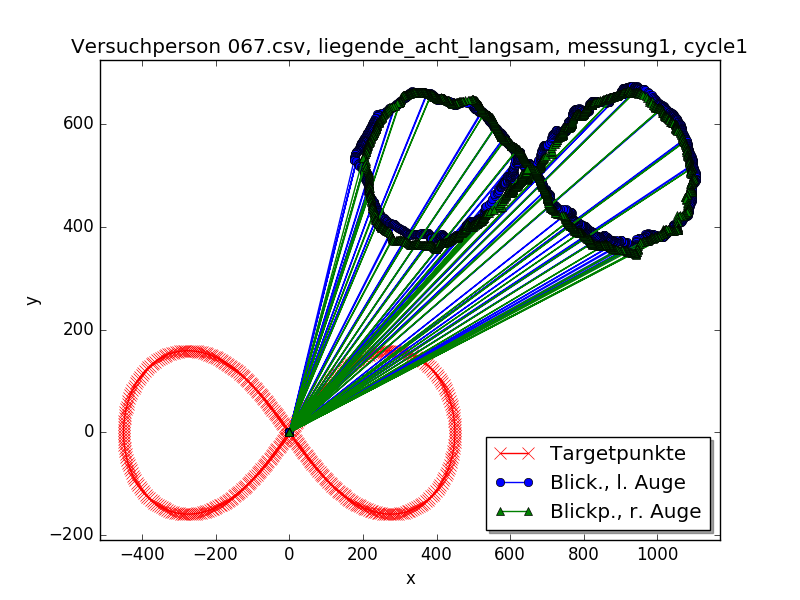 Versuchperson 067.csv, liegende_acht_langsam, messung1, cycle1
600
400
200
0
−200
y
−400
−200
0
200
400
600
800
1000
x
Targetpunkte
Blick., l. Auge
Blickp., r. Auge